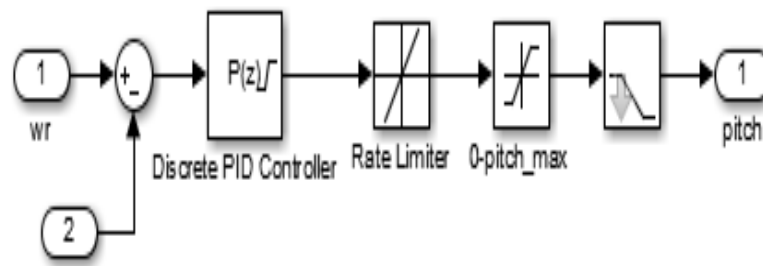 1
wr
+
-
P(z)
Discrete PID Controller
Rate Limiter
0-pitch_max
1
pitch
2